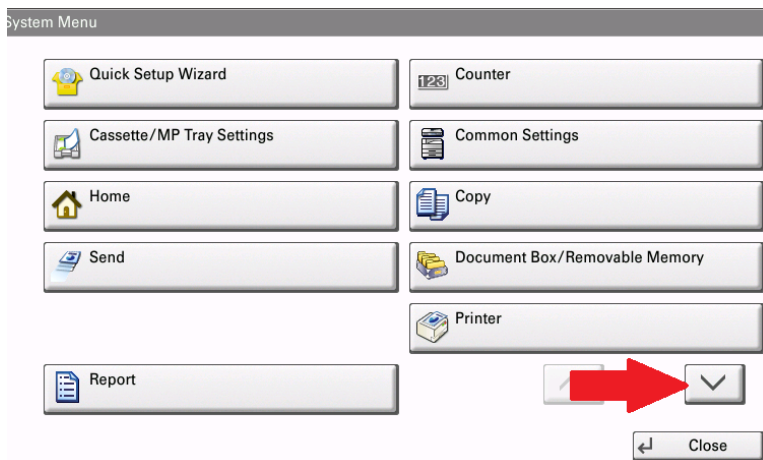 System Menu
Quick Setup Wizard
123 Counter
Cassette/MP Tray Settings
Common Settings
Home
Copy
Send
Document Box/Removable Memory
Printer
Report
Close